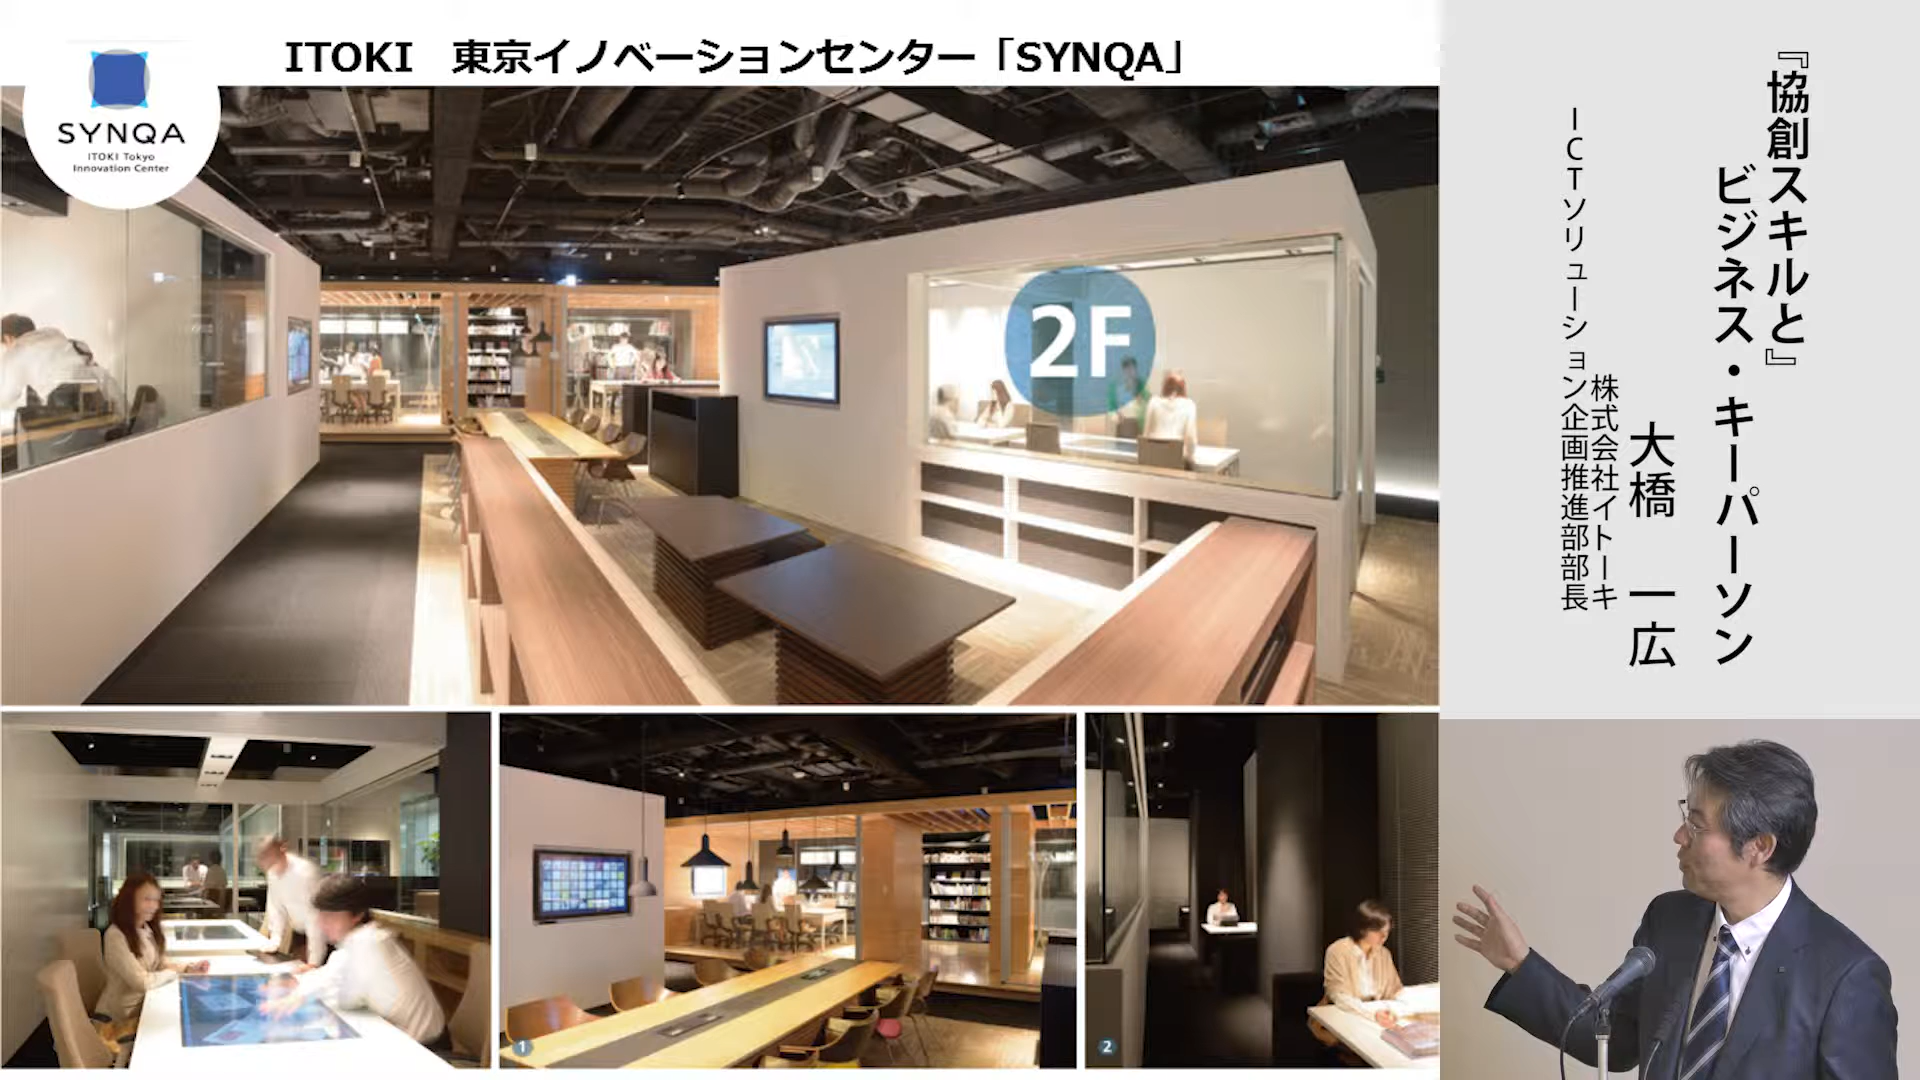 ITOKI 東京イノベーションセンター「SYNQA」
SYNQA
ITOKI Tokyo
Innovation Center
2F
1
2
『協創スキルと』
ビジネス・キーパーソン
大橋 一広
株式会社イトーキ
ICTソリューション企画推進部部長